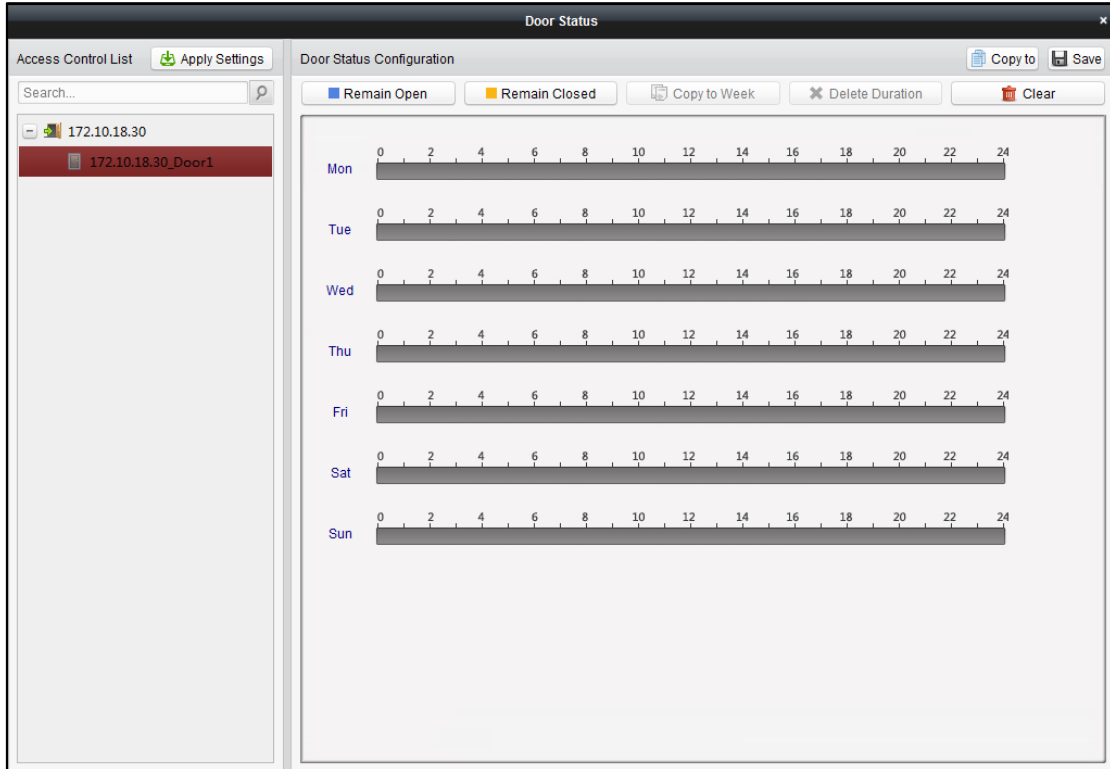 Door Status ×
Access Control List Apply Settings
Door Status Configuration Copy to Save
Search...
Remain Open Remain Closed Copy to Week Delete Duration Clear
172.10.18.30
172.10.18.30_Door1
0 2 4 6 8 10 12 14 16 18 20 22 24
Mon
0 2 4 6 8 10 12 14 16 18 20 22 24
Tue
0 2 4 6 8 10 12 14 16 18 20 22 24
Wed
0 2 4 6 8 10 12 14 16 18 20 22 24
Thu
0 2 4 6 8 10 12 14 16 18 20 22 24
Fri
0 2 4 6 8 10 12 14 16 18 20 22 24
Sat
0 2 4 6 8 10 12 14 16 18 20 22 24
Sun